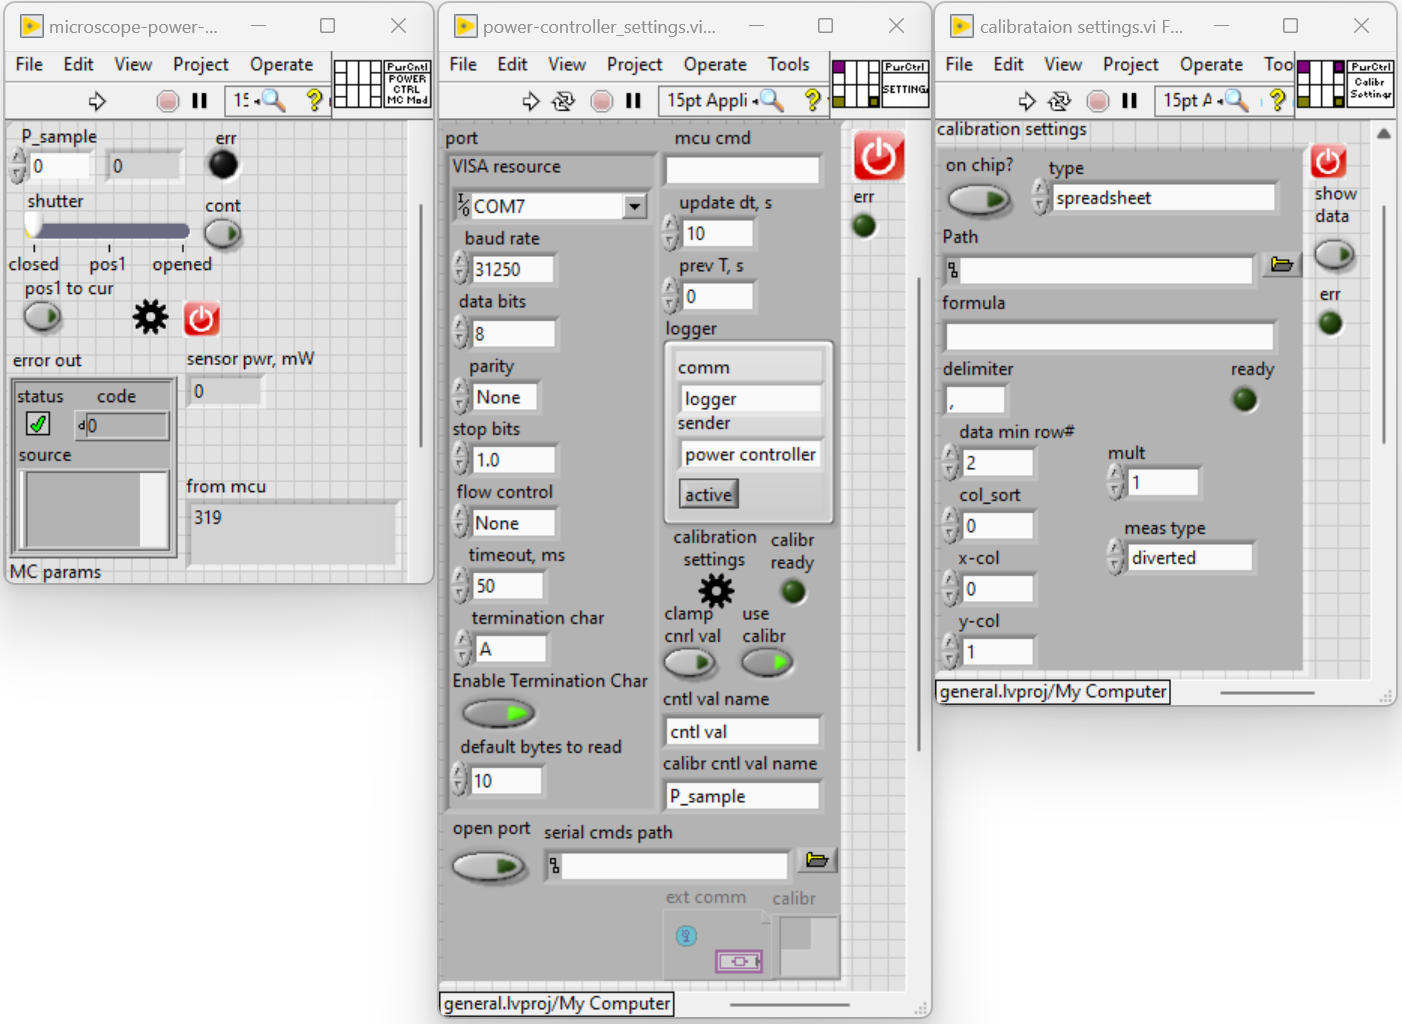 microscope-power-...
File Edit View Project Operate
PurCntl
POWER
CTRL
MC Mod
P_sample
0
0
err
shutter
cont
closed pos1 opened
pos1 to cur
error out
sensor pwr, mW
0
status code
d0
source
from mcu
319
MC params
power-controller_settings.vi...
File Edit View Project Operate Tools
15pt Appli
PurCtrl
SETTING
port
VISA resource
COM7
baud rate
31250
data bits
8
parity
None
stop bits
1.0
flow control
None
timeout, ms
50
termination char
A
Enable Termination Char
default bytes to read
10
open port
serial cmds path
mcu cmd
update dt, s
10
prev T, s
0
logger
comm
logger
sender
power controller
active
calibration
settings
calibr
ready
clamp
cnrl val
use
calibr
cntl val name
cntl val
calibr cntl val name
P_sample
ext comm
calibr
err
general.lvproj/My Computer
calibrataion settings.vi F...
File Edit View Project Operate Too
15pt A
PurCtrl
Calibr
Settings
calibration settings
on chip?
type
spreadsheet
Path
formula
delimiter
,
ready
data min row#
2
col_sort
0
x-col
0
y-col
1
mult
1
meas type
diverted
show
data
err
general.lvproj/My Computer